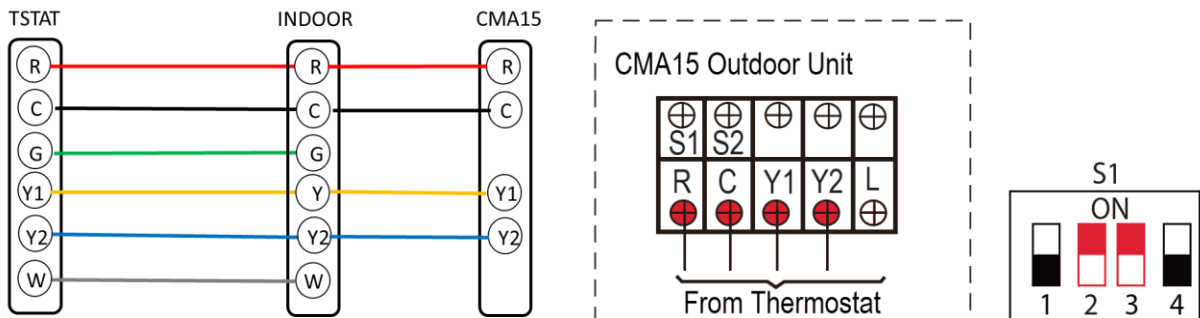 TSTAT INDOOR CMA15
R R R
C C C
G G
Y1 Y Y1
Y2 Y2 Y2
W W
CMA15 Outdoor Unit
S1 S2
R C Y1 Y2 L
From Thermostat
S1
ON
1 2 3 4